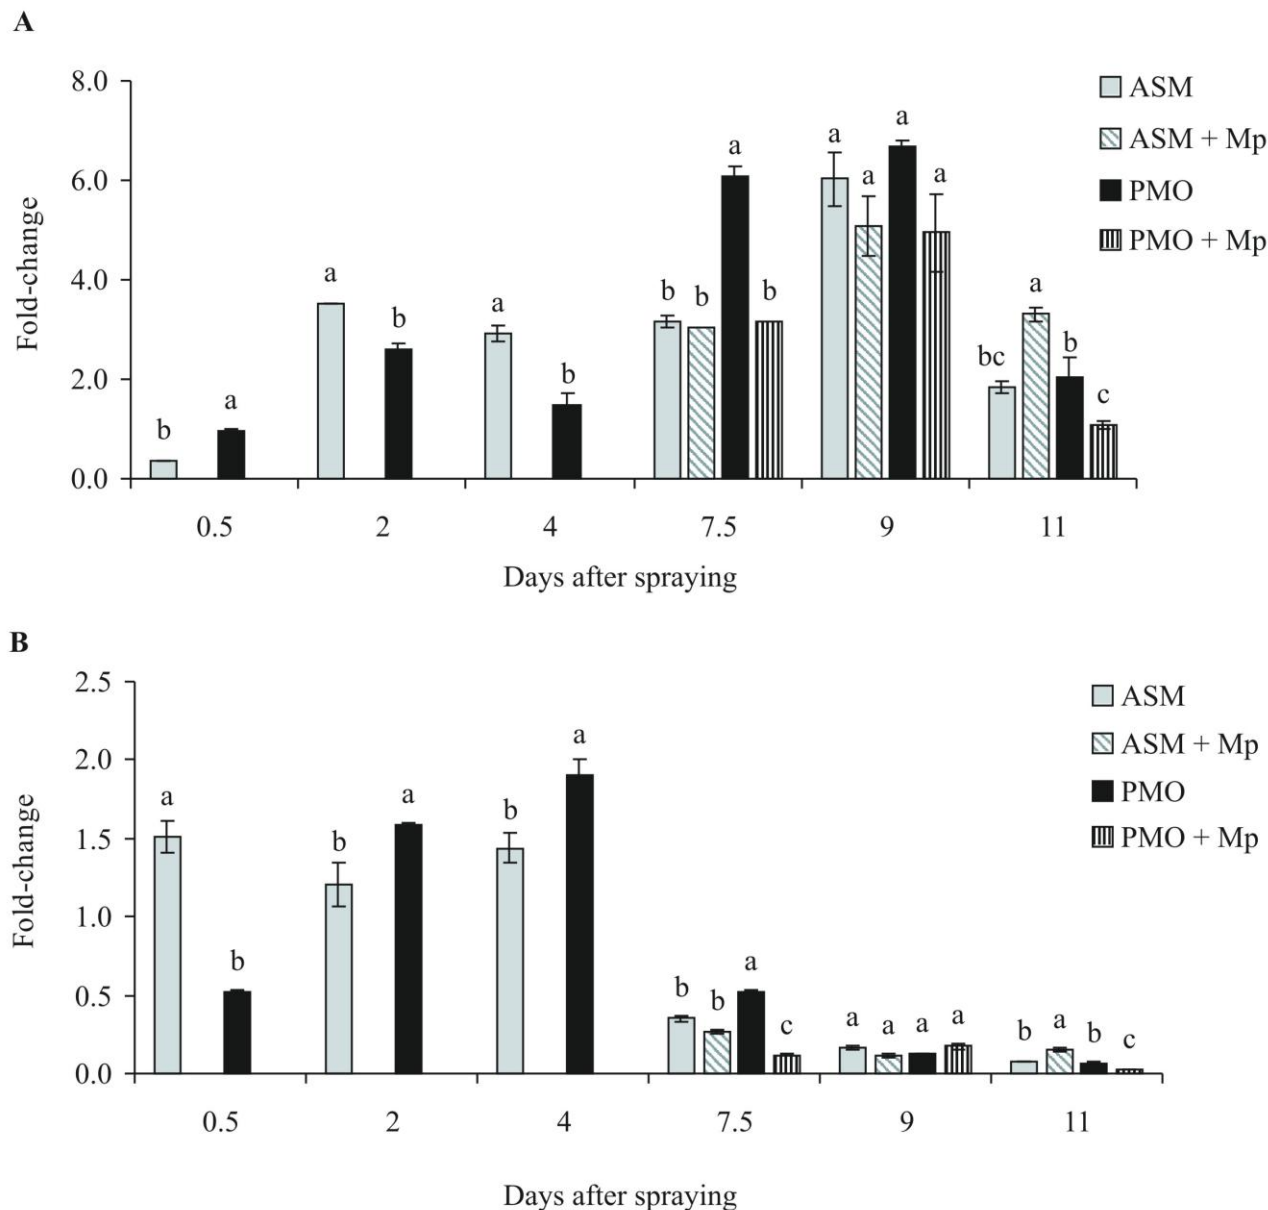 A
8.0
6.0
4.0
2.0
0.0
Fold-change
b a
a b
a b
b b a b
a a a a
bc a b c
ASM
ASM + Mp
PMO
PMO + Mp
0.5 2 4 7.5 9 11
Days after spraying
B
2.5
2.0
1.5
1.0
0.5
0.0
Fold-change
a b
b a
b a
b b a c
a a a a
b a b c
ASM
ASM + Mp
PMO
PMO + Mp
0.5 2 4 7.5 9 11
Days after spraying